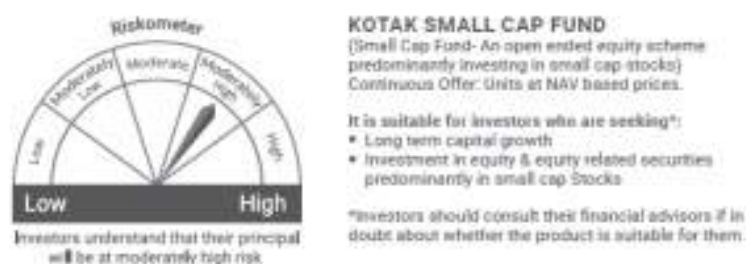 Riskometer
Low
Moderately
Low
Moderate
Moderately
High
High
Low High
Investors understand that their principal
will be at moderately high risk
KOTAK SMALL CAP FUND
(Small Cap Fund- An open ended equity scheme
predominantly investing in small cap stocks)
Continuous Offer: Units at NAV based prices.
It is suitable for investors who are seeking*:
• Long term capital growth
• Investment in equity & equity related securities
predominantly in small cap Stocks
*Investors should consult their financial advisors if in
doubt about whether the product is suitable for them.